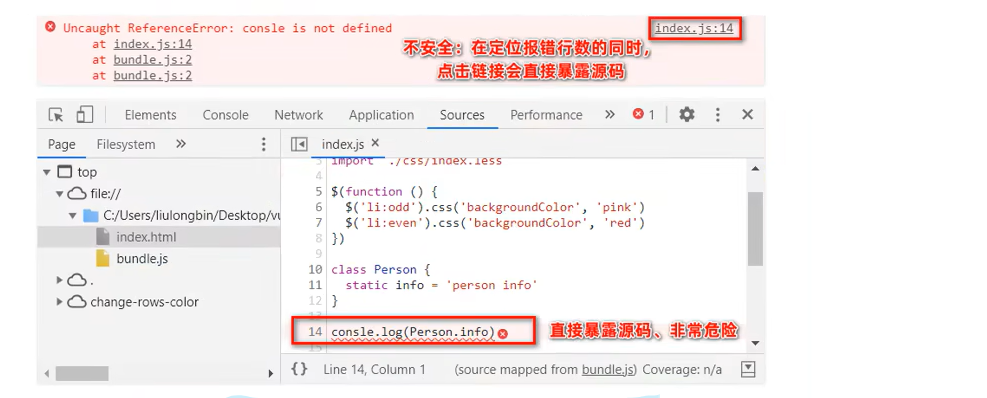 Uncaught ReferenceError: consle is not defined index.js:14
at index.js:14
at bundle.js:2
at bundle.js:2
不安全：在定位报错行数的同时，
点击链接会直接暴露源码
Elements Console Network Application Sources Performance » 1
Page Filesystem » index.js ×
top
file://
C:/Users/liulongbin/Desktop/vu
index.html
bundle.js
.
change-rows-color
3 import './css/index.less
4
5 $(function () {
6 $('li:odd').css('backgroundColor', 'pink')
7 $('li:even').css('backgroundColor', 'red')
8 })
9
10 class Person {
11 static info = 'person info'
12 }
13
14 consle.log(Person.info)
直接暴露源码、非常危险
15
{} Line 14, Column 1 (source mapped from bundle.js) Coverage: n/a